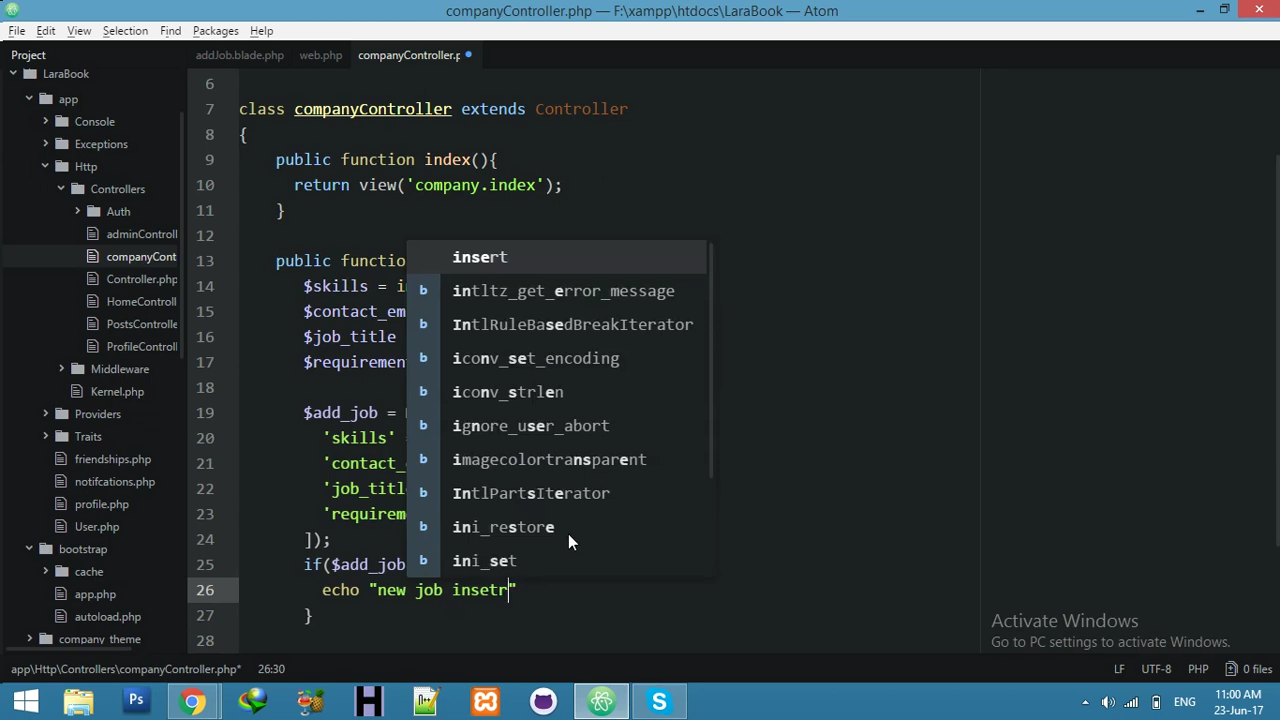 companyController.php — F:\xampp\htdocs\LaraBook — Atom
File Edit View Selection Find Packages Help
Project
addJob.blade.php web.php companyController.p
LaraBook
app
Console
Exceptions
Http
Controllers
Auth
adminControll
companyCont
Controller.php
HomeControll
PostsControlle
ProfileControl
Middleware
Kernel.php
Providers
Traits
friendships.php
notifcations.php
profile.php
User.php
bootstrap
cache
app.php
autoload.php
company_theme
6
7 class companyController extends Controller
8 {
9 public function index(){
10 return view('company.index');
11 }
12
13 public functio
14 $skills = i
15 $contact_em
16 $job_title
17 $requirement
18
19 $add_job =
20 'skills'
21 'contact_
22 'job_title
23 'requireme
24 ]);
25 if($add_job
26 echo "new job insetr"
27 }
28
insert
b intltz_get_error_message
b IntlRuleBasedBreakIterator
b iconv_set_encoding
b iconv_strlen
b ignore_user_abort
b imagecolortransparent
b IntlPartsIterator
b ini_restore
b ini_set
Activate Windows
Go to PC settings to activate Windows.
app\Http\Controllers\companyController.php* 26:30 LF UTF-8 PHP 0 files
Ps H ENG 11:00 AM
23-Jun-17